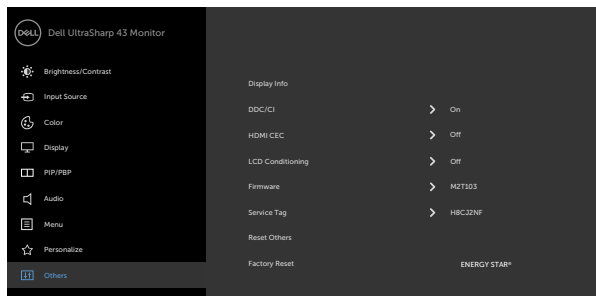 DELL
Dell UltraSharp 43 Monitor
Brightness/Contrast
Input Source
Color
Display
PIP/PBP
Audio
Menu
Personalize
Others
Display Info
DDC/CI On
HDMI CEC Off
LCD Conditioning Off
Firmware M2T103
Service Tag H8CJ2NF
Reset Others
Factory Reset ENERGY STAR®